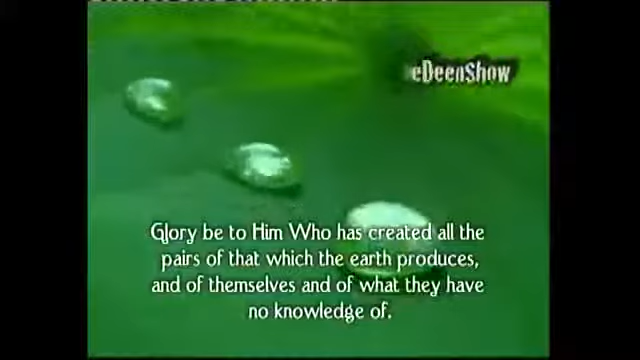 eDeenShow
Glory be to Him Who has created all the
pairs of that which the earth produces,
and of themselves and of what they have
no knowledge of.